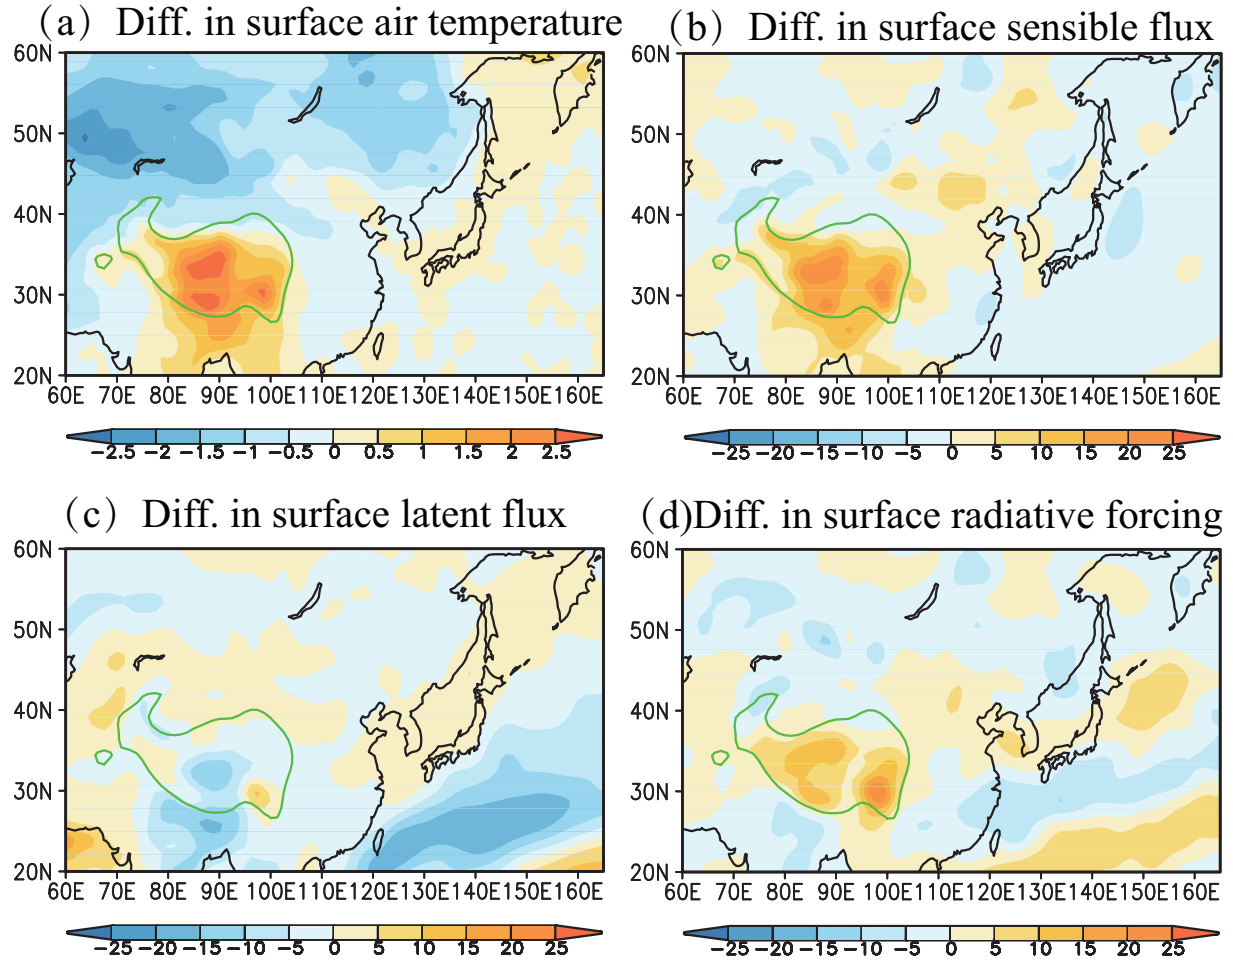 (a) Diff. in surface air temperature
60N
50N
40N
30N
20N
60E 70E 80E 90E 100E 110E 120E 130E 140E 150E 160E
-2.5 -2 -1.5 -1 -0.5 0 0.5 1 1.5 2 2.5
(b) Diff. in surface sensible flux
60N
50N
40N
30N
20N
60E 70E 80E 90E 100E 110E 120E 130E 140E 150E 160E
-25 -20 -15 -10 -5 0 5 10 15 20 25
(c) Diff. in surface latent flux
60N
50N
40N
30N
20N
60E 70E 80E 90E 100E 110E 120E 130E 140E 150E 160E
-25 -20 -15 -10 -5 0 5 10 15 20 25
(d)Diff. in surface radiative forcing
60N
50N
40N
30N
20N
60E 70E 80E 90E 100E 110E 120E 130E 140E 150E 160E
-25 -20 -15 -10 -5 0 5 10 15 20 25